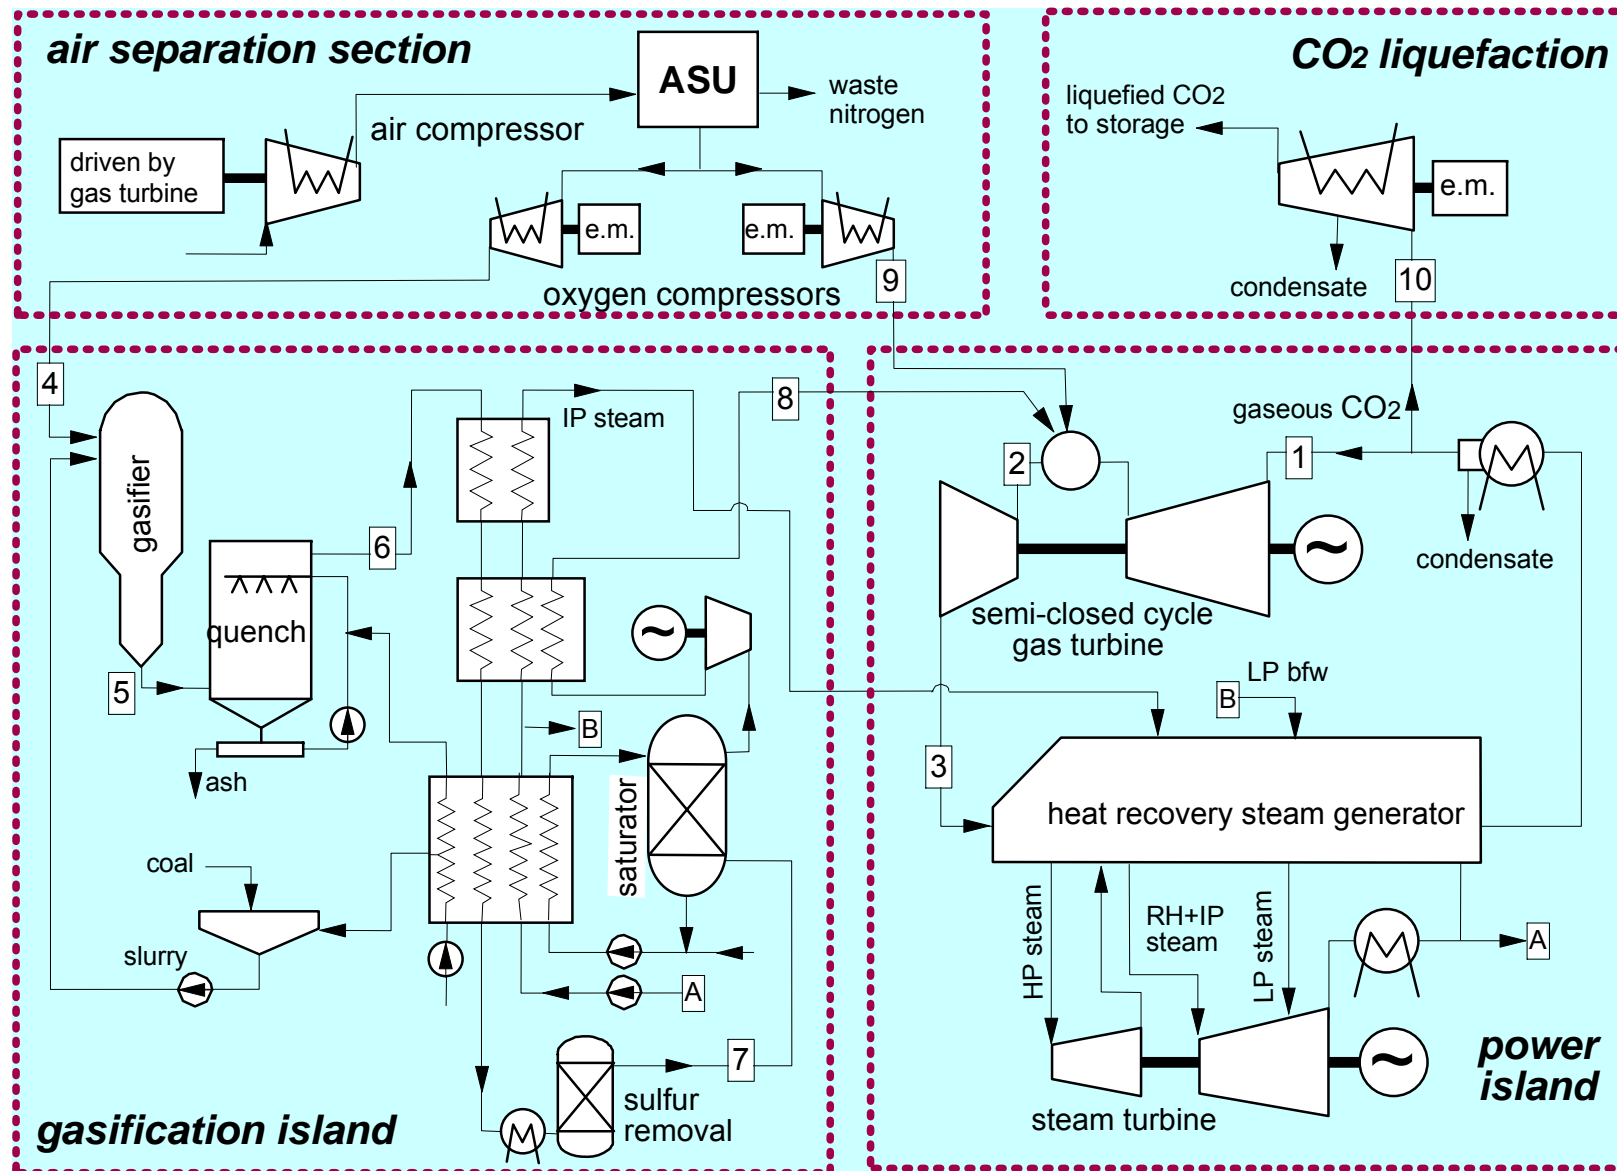 air separation section
ASU
waste
nitrogen
air compressor
driven by
gas turbine
e.m.
e.m.
oxygen compressors
9
CO2 liquefaction
liquefied CO2
to storage
e.m.
condensate
10
4
gasifier
6
quench
5
ash
coal
slurry
IP steam
8
~
B
saturator
A
7
sulfur
removal
gasification island
gaseous CO2
1
2
~
condensate
semi-closed cycle
gas turbine
LP bfw
B
3
heat recovery steam generator
HP steam
RH+IP
steam
LP steam
A
~
steam turbine
power
island